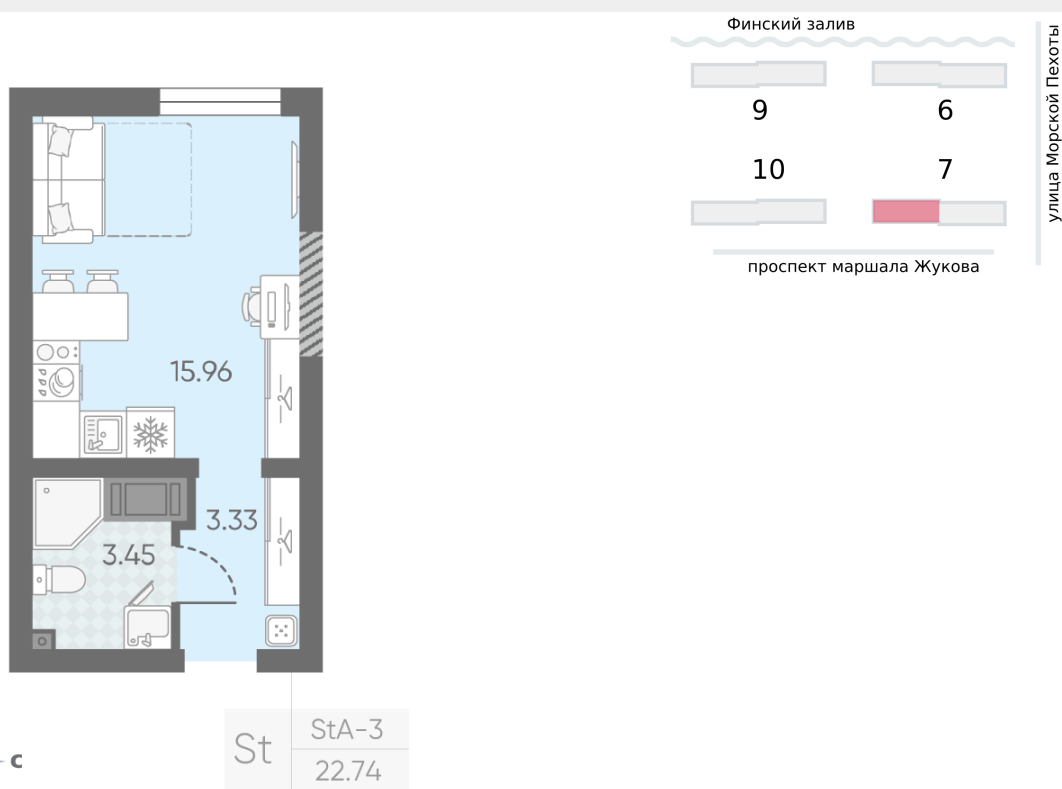 Финский залив
улица Морской Пехоты
9
6
10
7
проспект маршала Жукова
15.96
3.33
3.45
St
StA-3
22.74
С